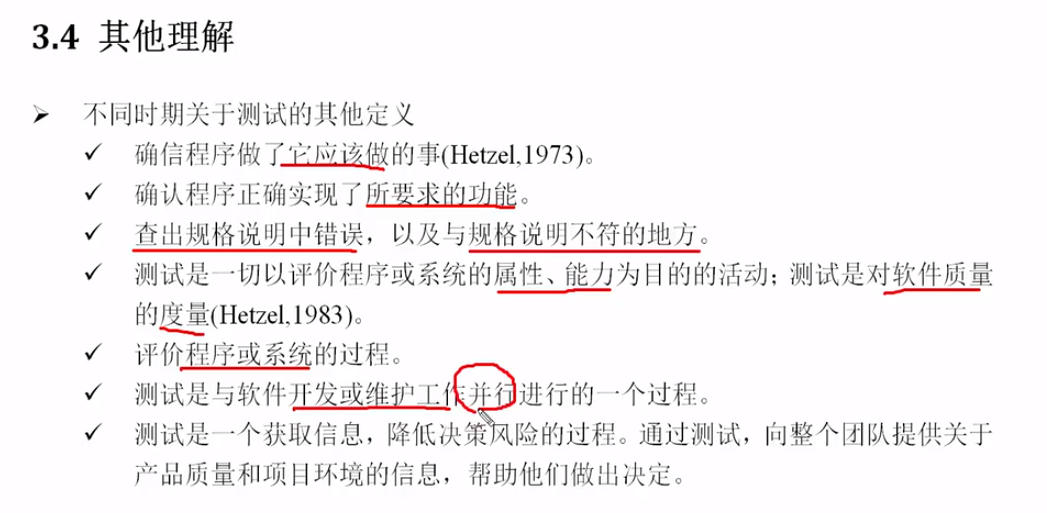 3.4 其他理解
➢ 不同时期关于测试的其他定义
✓ 确信程序做了它应该做的事(Hetzel,1973)。
✓ 确认程序正确实现了所要求的功能。
✓ 查出规格说明中错误，以及与规格说明不符的地方。
✓ 测试是一切以评价程序或系统的属性、能力为目的的活动；测试是对软件质量
的度量(Hetzel,1983)。
✓ 评价程序或系统的过程。
✓ 测试是与软件开发或维护工作并行进行的一个过程。
✓ 测试是一个获取信息，降低决策风险的过程。通过测试，向整个团队提供关于
产品质量和项目环境的信息，帮助他们做出决定。